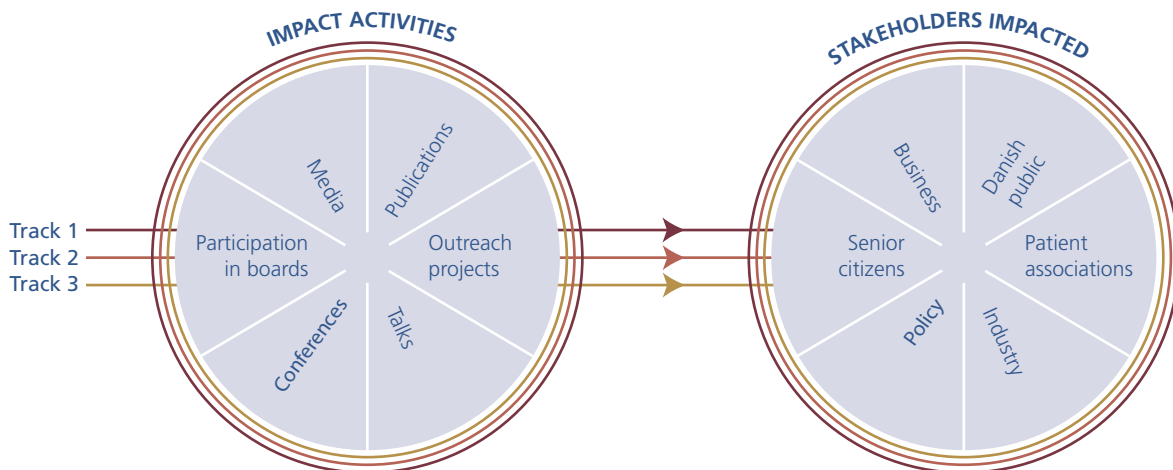 IMPACT ACTIVITIES
STAKEHOLDERS IMPACTED
Media
Publications
Participation
in boards
Outreach
projects
Conferences
Talks
Track 1
Track 2
Track 3
Business
Danish
public
Senior
citizens
Patient
associations
Policy
Industry